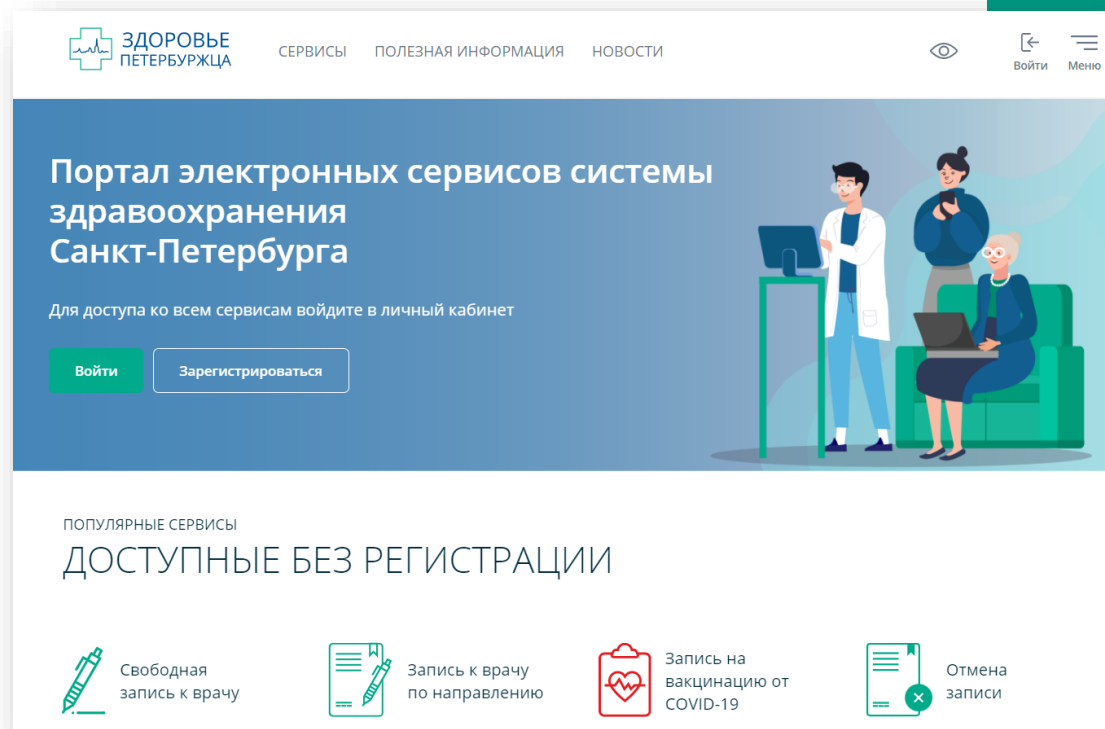 ЗДОРОВЬЕ
ПЕТЕРБУРЖЦА
СЕРВИСЫ ПОЛЕЗНАЯ ИНФОРМАЦИЯ НОВОСТИ
Войти Меню
Портал электронных сервисов системы
здравоохранения
Санкт-Петербурга
Для доступа ко всем сервисам войдите в личный кабинет
Войти Зарегистрироваться
ПОПУЛЯРНЫЕ СЕРВИСЫ
ДОСТУПНЫЕ БЕЗ РЕГИСТРАЦИИ
Свободная
запись к врачу
Запись к врачу
по направлению
Запись на
вакцинацию от
COVID-19
Отмена
записи